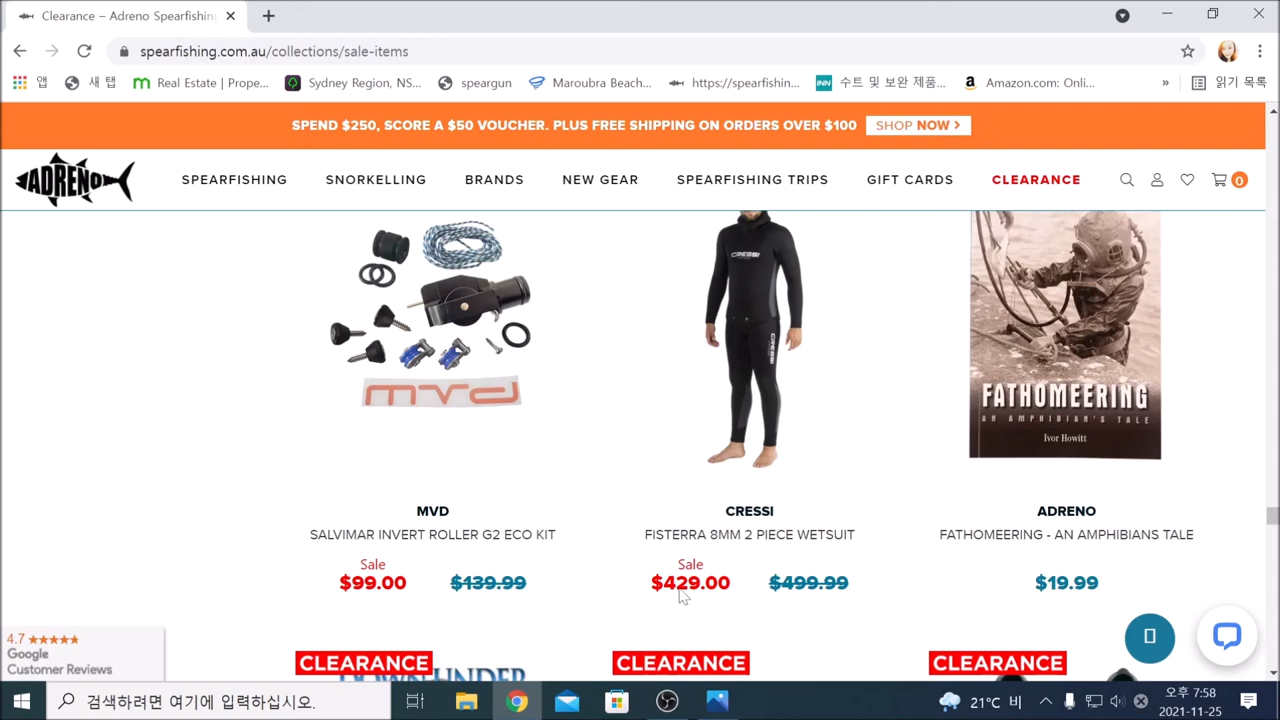 Clearance – Adreno Spearfishin
spearfishing.com.au/collections/sale-items
앱
새 탭
Real Estate | Prope...
Sydney Region, NS...
speargun
Maroubra Beach...
https://spearfishin...
INN
수트 및 보완 제품...
Amazon.com: Onli...
»
읽기 목록
SPEND $250, SCORE A $50 VOUCHER. PLUS FREE SHIPPING ON ORDERS OVER $100
SHOP NOW >
ADRENO
SPEARFISHING
SNORKELLING
BRANDS
NEW GEAR
SPEARFISHING TRIPS
GIFT CARDS
CLEARANCE
0
mvd
CRESSI
CRESSI
FATHOMEERING
AN AMPHIBIAN'S TALE
Ivor Howitt
MVD
SALVIMAR INVERT ROLLER G2 ECO KIT
Sale
$99.00 $139.99
CRESSI
FISTERRA 8MM 2 PIECE WETSUIT
Sale
$429.00 $499.99
ADRENO
FATHOMEERING - AN AMPHIBIANS TALE
$19.99
4.7
Google
Customer Reviews
CLEARANCE
CLEARANCE
CLEARANCE
검색하려면 여기에 입력하십시오.
21°C 비
오후 7:58
2021-11-25